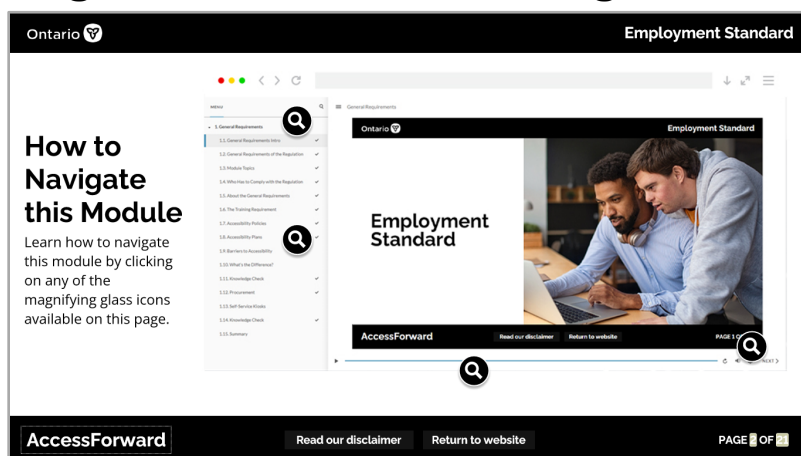 Ontario
Employment Standard
How to
Navigate
this Module
Learn how to navigate
this module by clicking
on any of the
magnifying glass icons
available on this page.
MENU
General Requirements
1. General Requirements
1.1. General Requirements Intro
1.2. General Requirements of the Regulation
1.3. Module Topics
1.4. Who Has to Comply with the Regulation
1.5. About the General Requirements
1.6. The Training Requirement
1.7. Accessibility Policies
1.8. Accessibility Plans
1.9. Barriers to Accessibility
1.10. What's the Difference?
1.11. Knowledge Check
1.12. Procurement
1.13. Self-Service Kiosks
1.14. Knowledge Check
1.15. Summary
Ontario
Employment Standard
Employment
Standard
AccessForward
Read our disclaimer
Return to website
PAGE 1
NEXT >
AccessForward
Read our disclaimer
Return to website
PAGE 2 OF 21